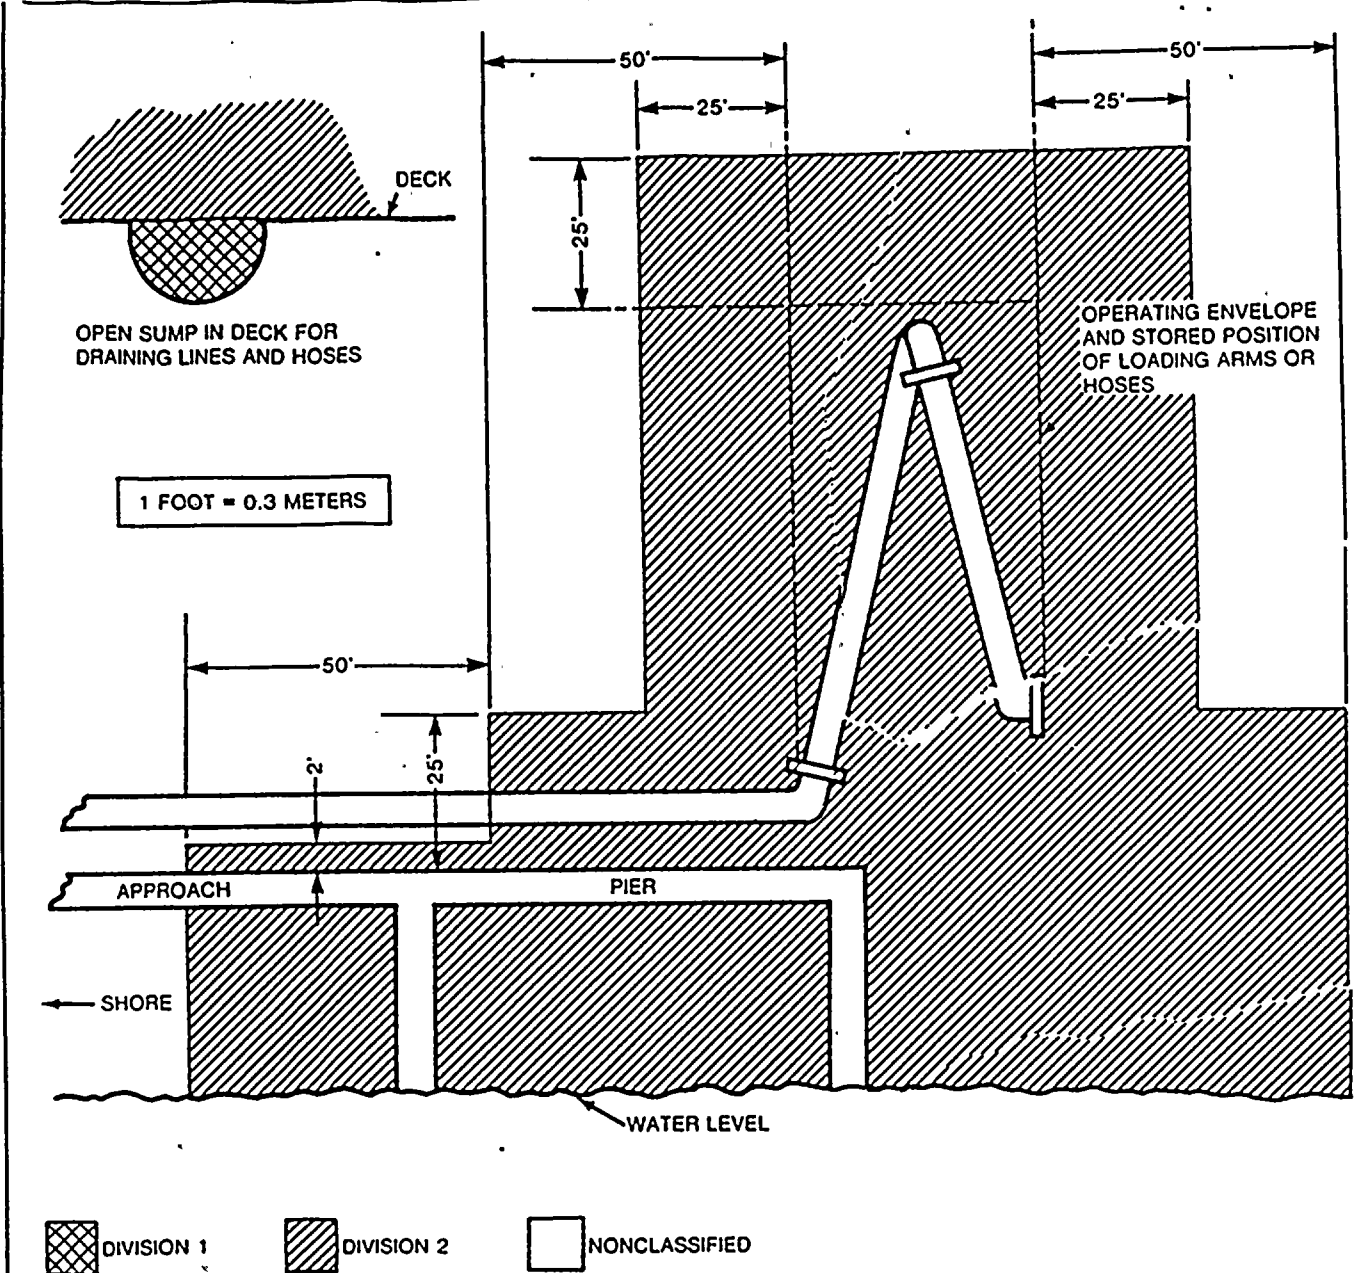 50'
50'
25'
25'
DECK
25'
OPERATING ENVELOPE
AND STORED POSITION
OF LOADING ARMS OR
HOSES
OPEN SUMP IN DECK FOR
DRAINING LINES AND HOSES
1 FOOT = 0.3 METERS
50'
2'
25'
APPROACH
PIER
SHORE
WATER LEVEL
DIVISION 1
DIVISION 2
NONCLASSIFIED